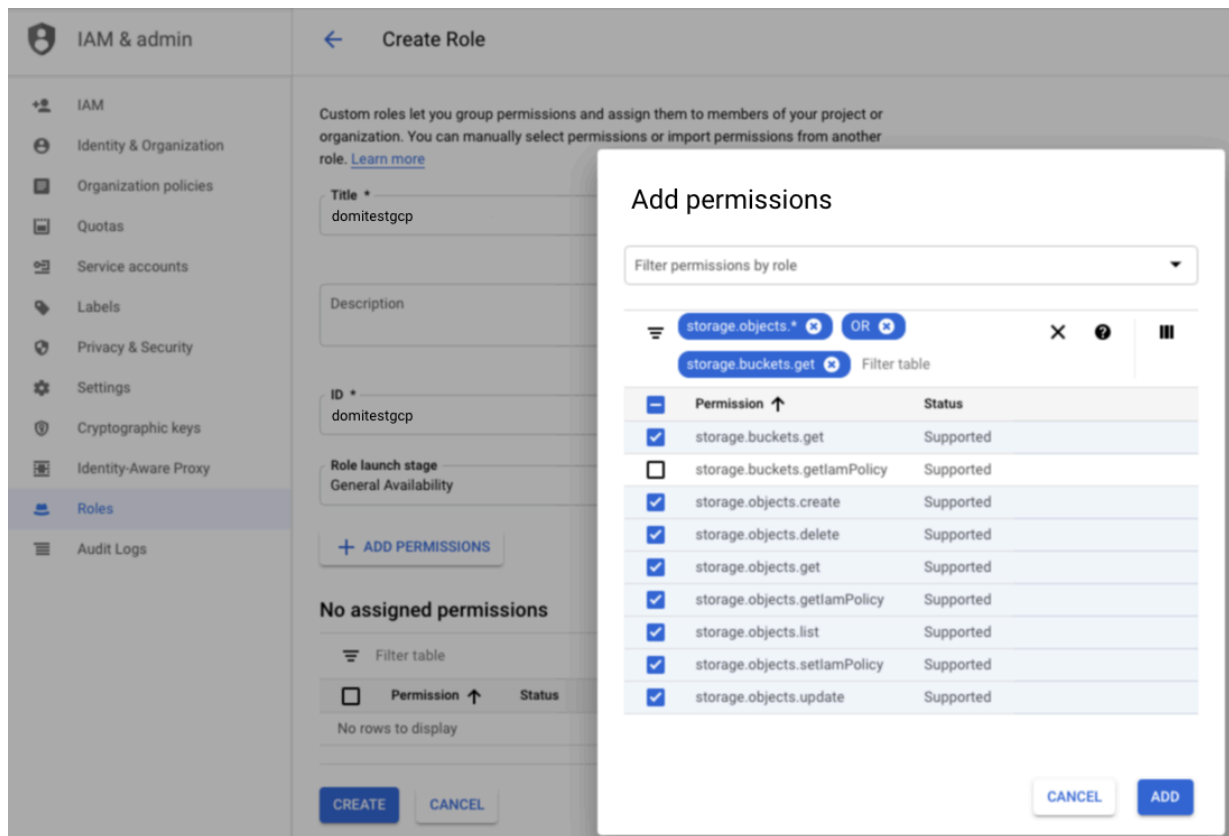 IAM & admin
Create Role
IAM
Identity & Organization
Organization policies
Quotas
Service accounts
Labels
Privacy & Security
Settings
Cryptographic keys
Identity-Aware Proxy
Roles
Audit Logs
Custom roles let you group permissions and assign them to members of your project or
organization. You can manually select permissions or import permissions from another
role. Learn more
Title *
domitestgcp
Description
ID *
domitestgcp
Role launch stage
General Availability
ADD PERMISSIONS
No assigned permissions
Filter table
Permission Status
No rows to display
CREATE CANCEL
Add permissions
Filter permissions by role
storage.objects.* OR
storage.buckets.get Filter table
Permission Status
storage.buckets.get Supported
storage.buckets.getIamPolicy Supported
storage.objects.create Supported
storage.objects.delete Supported
storage.objects.get Supported
storage.objects.getIamPolicy Supported
storage.objects.list Supported
storage.objects.setIamPolicy Supported
storage.objects.update Supported
CANCEL ADD